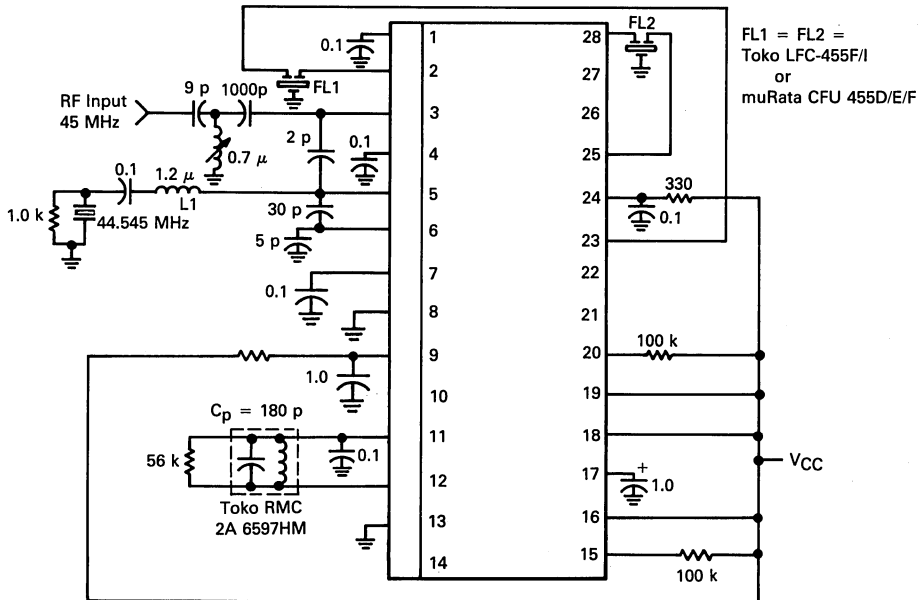 FL1 = FL2 =
Toko LFC-455F/I
or
muRata CFU 455D/E/F
FL2
FL1
0.1
1
2
3
4
5
6
7
8
9
10
11
12
13
14
28
27
26
25
24
23
22
21
20
19
18
17
16
15
RF Input
45 MHz
9 p
1000p
0.7 μ
2 p
0.1
0.1
1.2 μ
L1
1.0 k
44.545 MHz
30 p
5 p
0.1
1.0
Cp = 180 p
56 k
0.1
Toko RMC
2A 6597HM
330
0.1
100 k
VCC
+
1.0
100 k